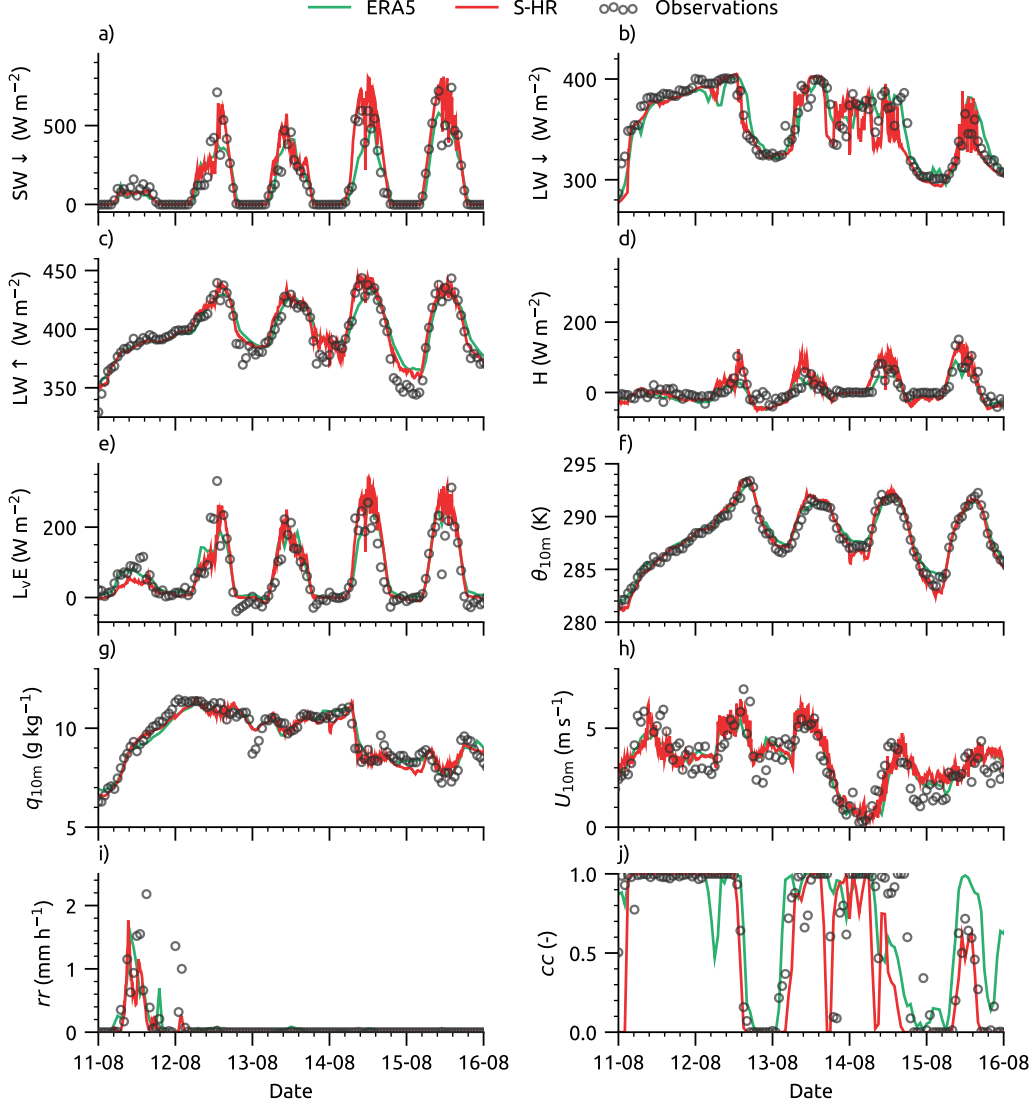 ERA5 S-HR Observations
a) b)
SW ↓ (W m⁻²)
500
0
LW ↓ (W m⁻²)
400
300
c) d)
LW ↑ (W m⁻²)
450
400
350
H (W m⁻²)
200
0
e) f)
LᵥE (W m⁻²)
200
0
θ₁₀ₘ (K)
295
290
285
280
g) h)
q₁₀ₘ (g kg⁻¹)
10
5
U₁₀ₘ (m s⁻¹)
5
0
i) j)
rr (mm h⁻¹)
2
1
0
cc (-)
1.0
0.5
0.0
11-08 12-08 13-08 14-08 15-08 16-08
11-08 12-08 13-08 14-08 15-08 16-08
Date Date